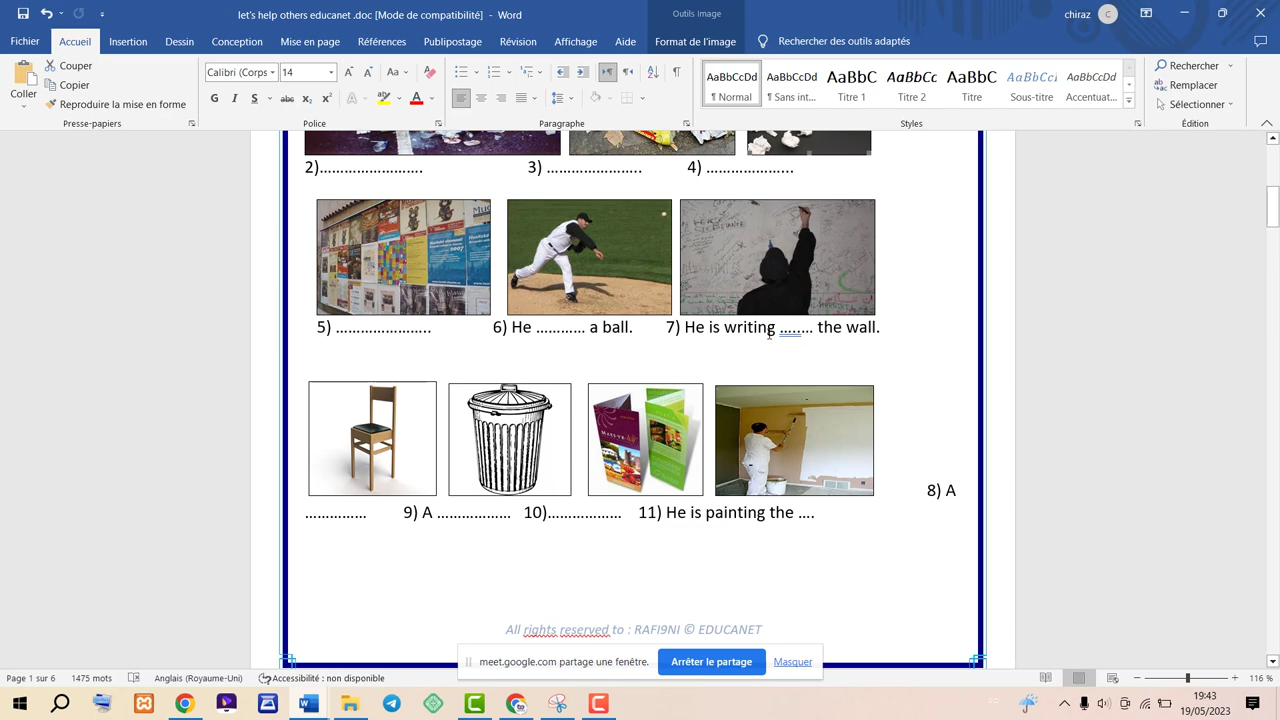 let's help others educanet .doc [Mode de compatibilité] - Word
Outils Image
chiraz
C
Fichier Accueil Insertion Dessin Conception Mise en page Références Publipostage Révision Affichage Aide Format de l'image Rechercher des outils adaptés
Coller
Couper
Copier
Reproduire la mise en forme
Calibri (Corps
14
G I S abc x₂ x² A A
AaBbCcDd AaBbCcDd AaBbC AaBbCc AaBbC AaBbCcI AaBbCcDd
¶ Normal ¶ Sans int... Titre 1 Titre 2 Titre Sous-titre Accentuat...
Rechercher
Remplacer
Sélectionner
Presse-papiers Police Paragraphe Styles Édition
2)……………………. 3) ………………….. 4) ………………...
5) ………………….. 6) He ………… a ball. 7) He is writing …..… the wall.
8) A
…………… 9) A ……………… 10)……………… 11) He is painting the ….
All rights reserved to : RAFI9NI © EDUCANET
meet.google.com partage une fenêtre. Arrêter le partage Masquer
Page 1 sur 6 1475 mots Anglais (Royaume-Uni) Accessibilité : non disponible 116 %
19:43
19/05/2023